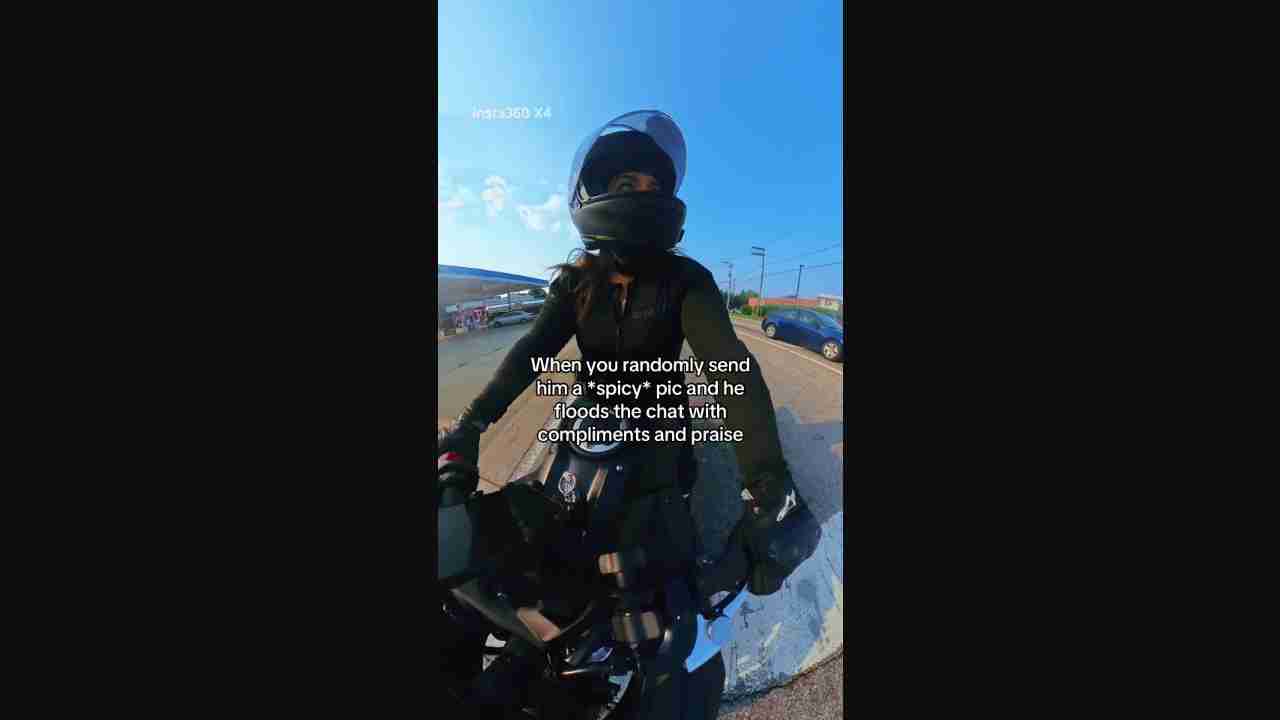 Insta360 X4
When you randomly send
him a *spicy* pic and he
floods the chat with
compliments and praise